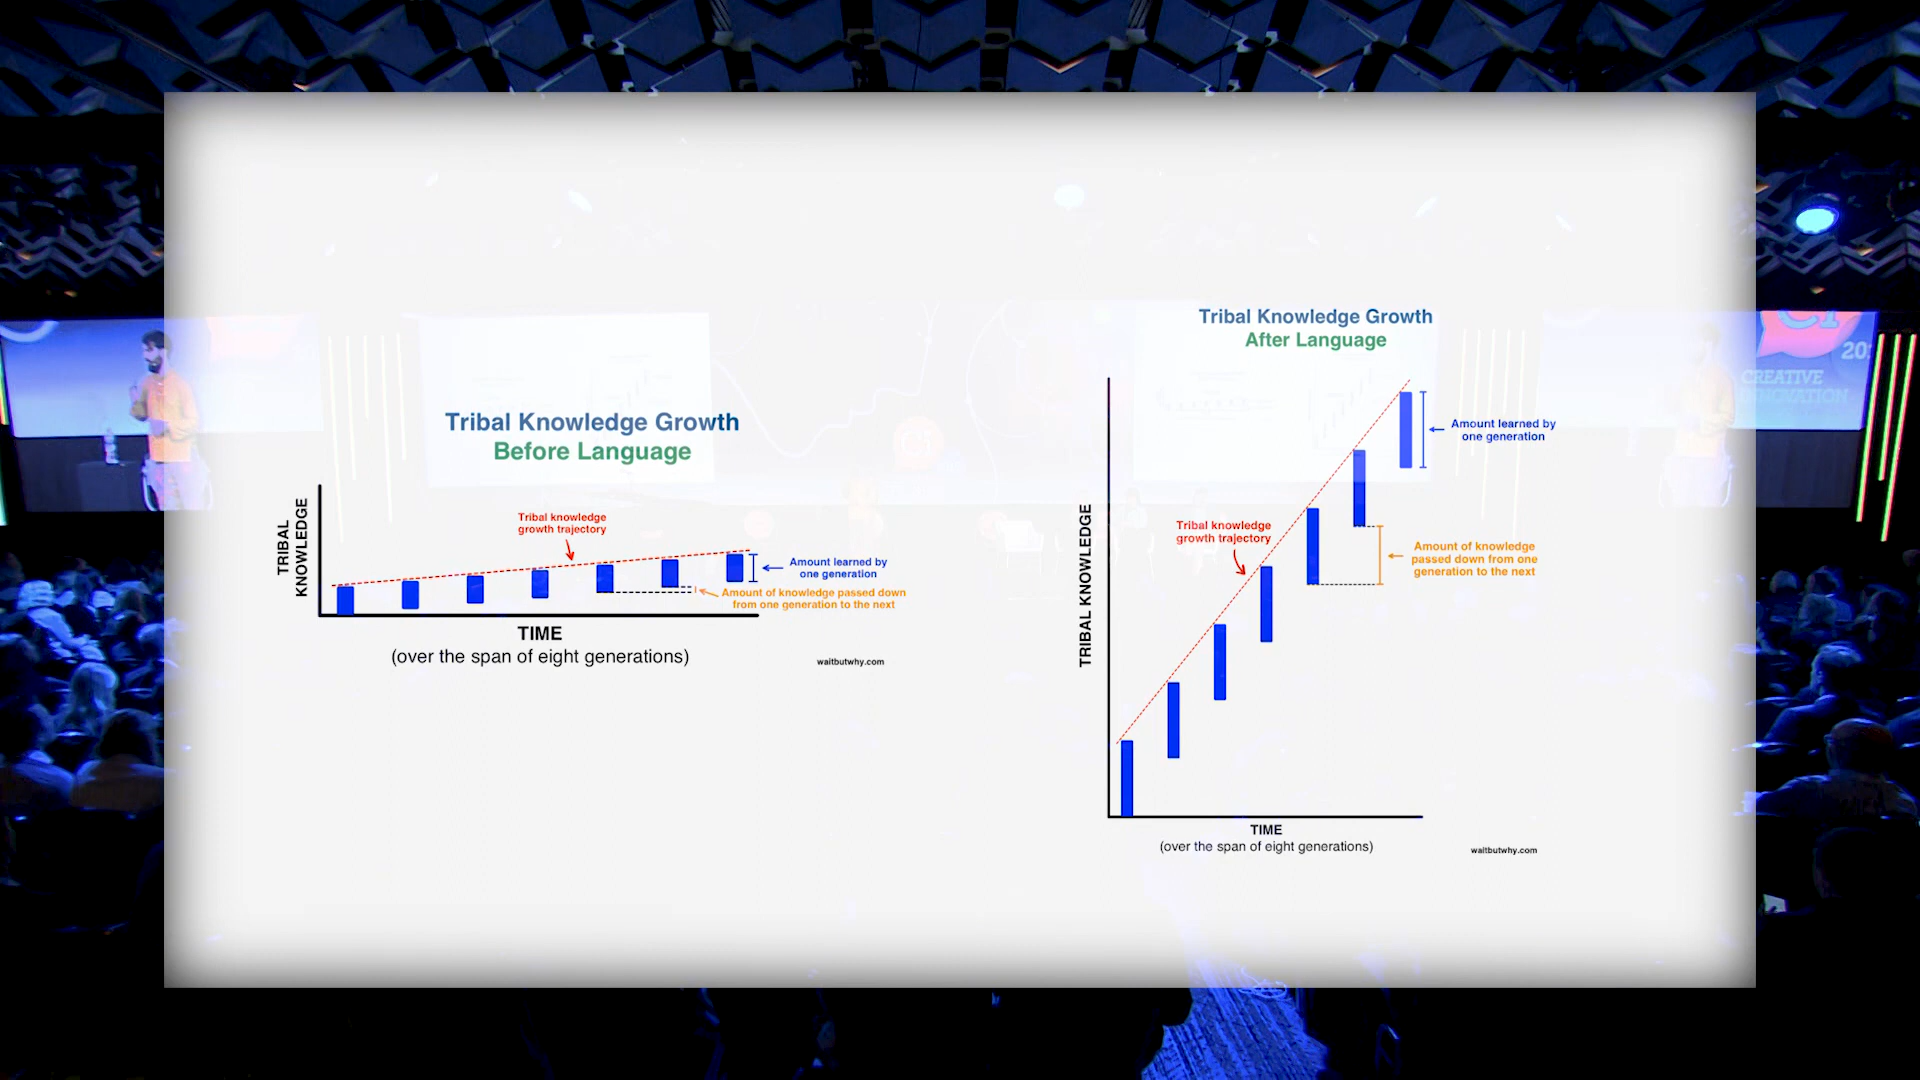 Tribal Knowledge Growth
Before Language
TRIBAL
KNOWLEDGE
Tribal knowledge
growth trajectory
Amount learned by
one generation
Amount of knowledge passed down
from one generation to the next
TIME
(over the span of eight generations)
waitbutwhy.com
Tribal Knowledge Growth
After Language
TRIBAL KNOWLEDGE
Tribal knowledge
growth trajectory
Amount learned by
one generation
Amount of knowledge
passed down from one
generation to the next
TIME
(over the span of eight generations)
waitbutwhy.com
CREATIVE
INNOVATION